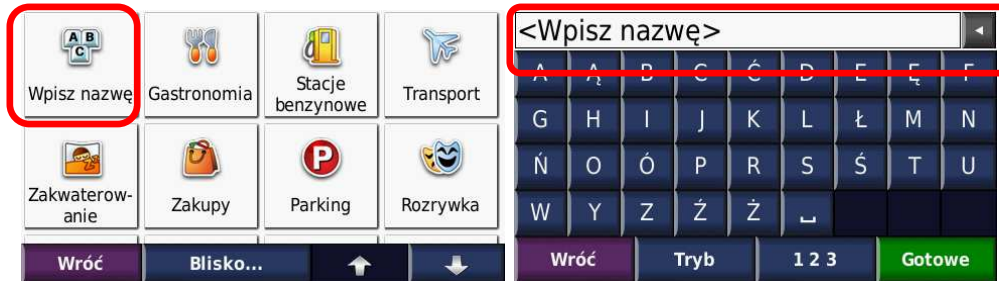 A B
C
Wpisz nazwę
Gastronomia
Stacje
benzynowe
Transport
Zakwaterow-
anie
Zakupy
P
Parking
Rozrywka
Wróć
Blisko...
<Wpisz nazwę>
A Ą B C Ć D E Ę F
G H I J K L Ł M N
Ń O Ó P R S Ś T U
W Y Z Ź Ż
Wróć
Tryb
1 2 3
Gotowe